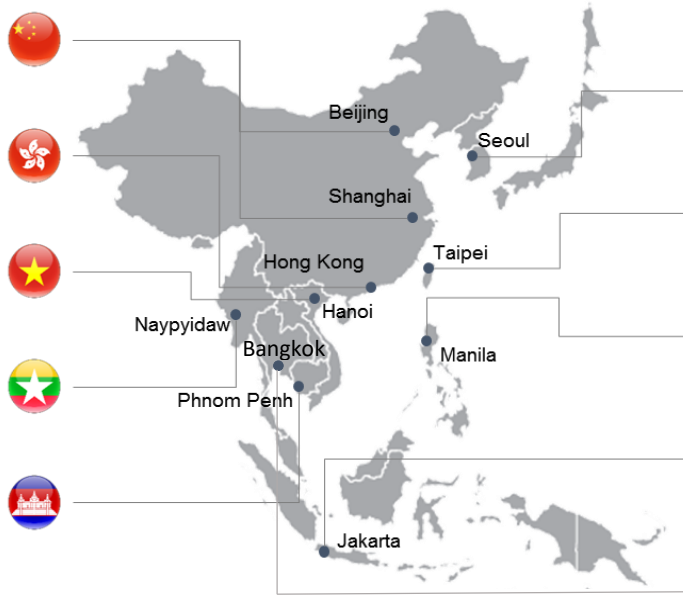 Beijing
Seoul
Shanghai
Taipei
Hong Kong
Hanoi
Naypyidaw
Bangkok
Manila
Phnom Penh
Jakarta